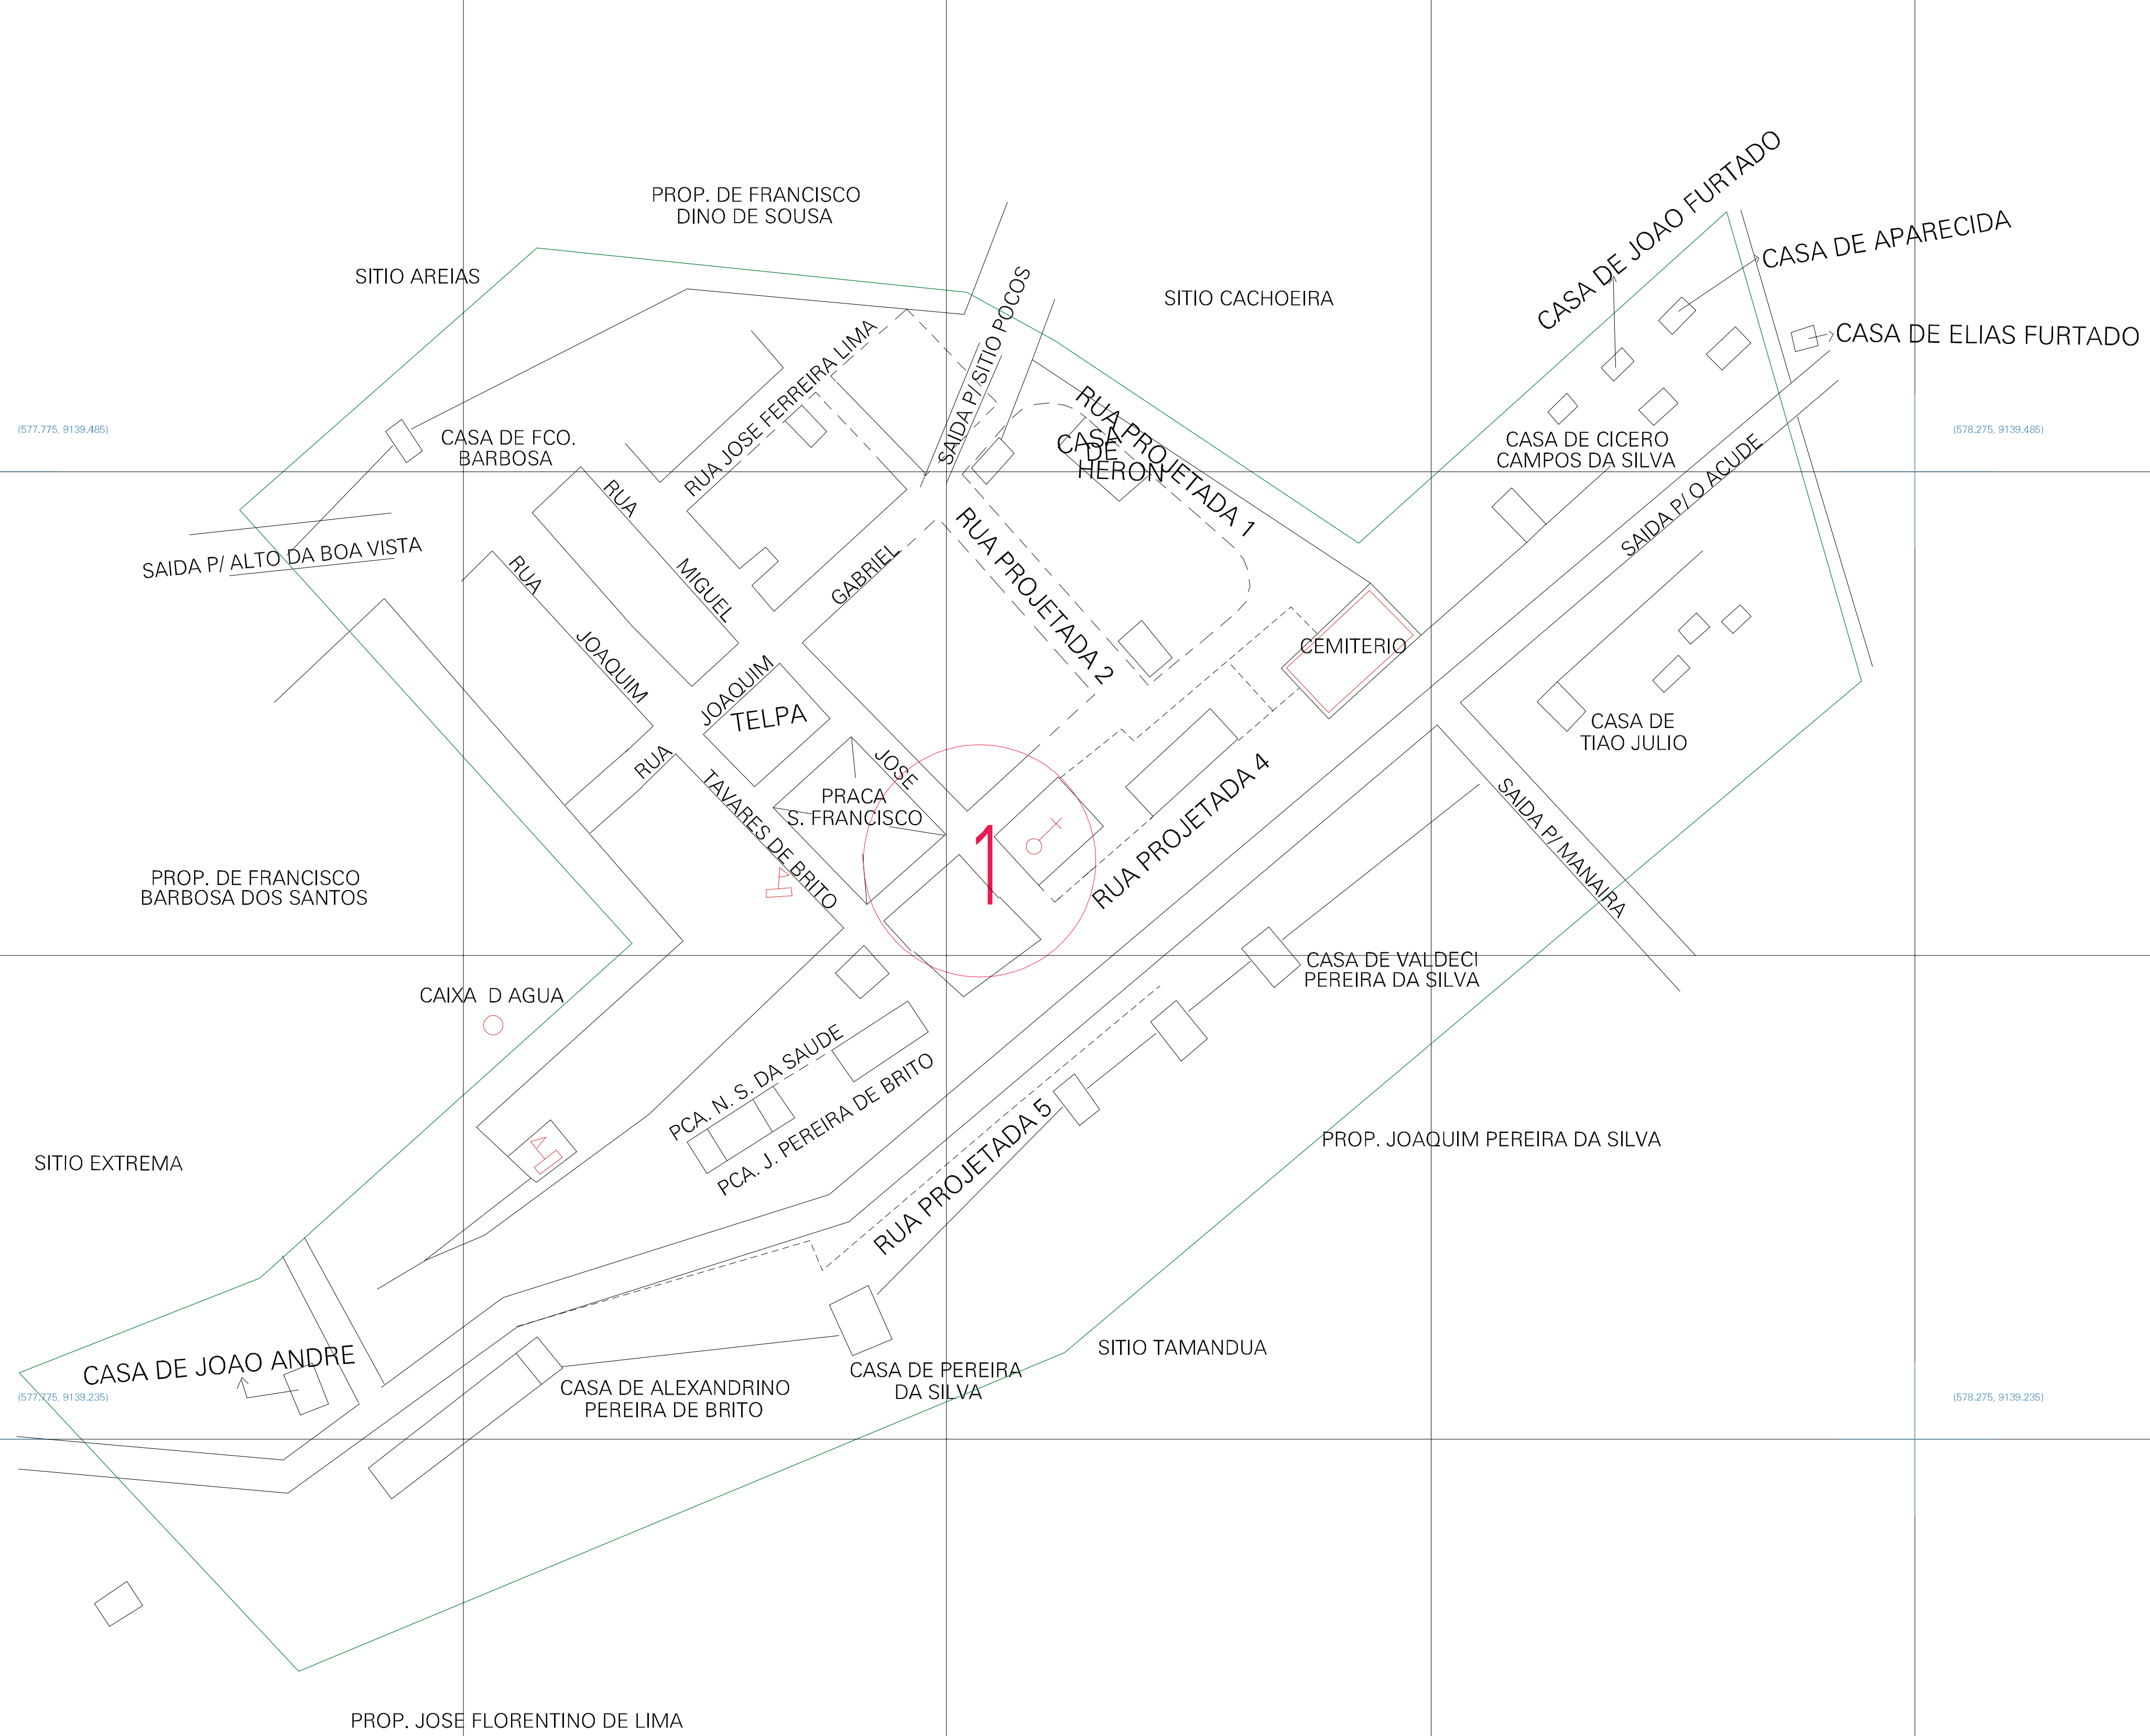 PROP. DE FRANCISCO
DINO DE SOUSA
SITIO AREIAS
SITIO CACHOEIRA
CASA DE JOAO FURTADO
CASA DE APARECIDA
CASA DE ELIAS FURTADO
SAIDA P/SITIO POCOS
RUA JOSE FERREIRA LIMA
RUA PROJETADA 1
(577.775, 9139.485)
(578.275, 9139.485)
CASA DE FCO.
BARBOSA
CASA
DE
HERON
CASA DE CICERO
CAMPOS DA SILVA
SAIDA P/ O ACUDE
SAIDA P/ ALTO DA BOA VISTA
RUA
MIGUEL
RUA
JOAQUIM
GABRIEL
JOAQUIM
RUA
RUA PROJETADA 2
CEMITERIO
TELPA
CASA DE
TIAO JULIO
TAVARES DE BRITO
JOSE
PRACA
S. FRANCISCO
1
RUA PROJETADA 4
SAIDA P/ MANAIRA
PROP. DE FRANCISCO
BARBOSA DOS SANTOS
CASA DE VALDECI
PEREIRA DA SILVA
CAIXA D AGUA
PCA. N. S. DA SAUDE
PCA. J. PEREIRA DE BRITO
RUA PROJETADA 5
PROP. JOAQUIM PEREIRA DA SILVA
SITIO EXTREMA
SITIO TAMANDUA
CASA DE JOAO ANDRE
CASA DE ALEXANDRINO
PEREIRA DE BRITO
CASA DE PEREIRA
DA SILVA
(577.775, 9139.235)
(578.275, 9139.235)
PROP. JOSE FLORENTINO DE LIMA